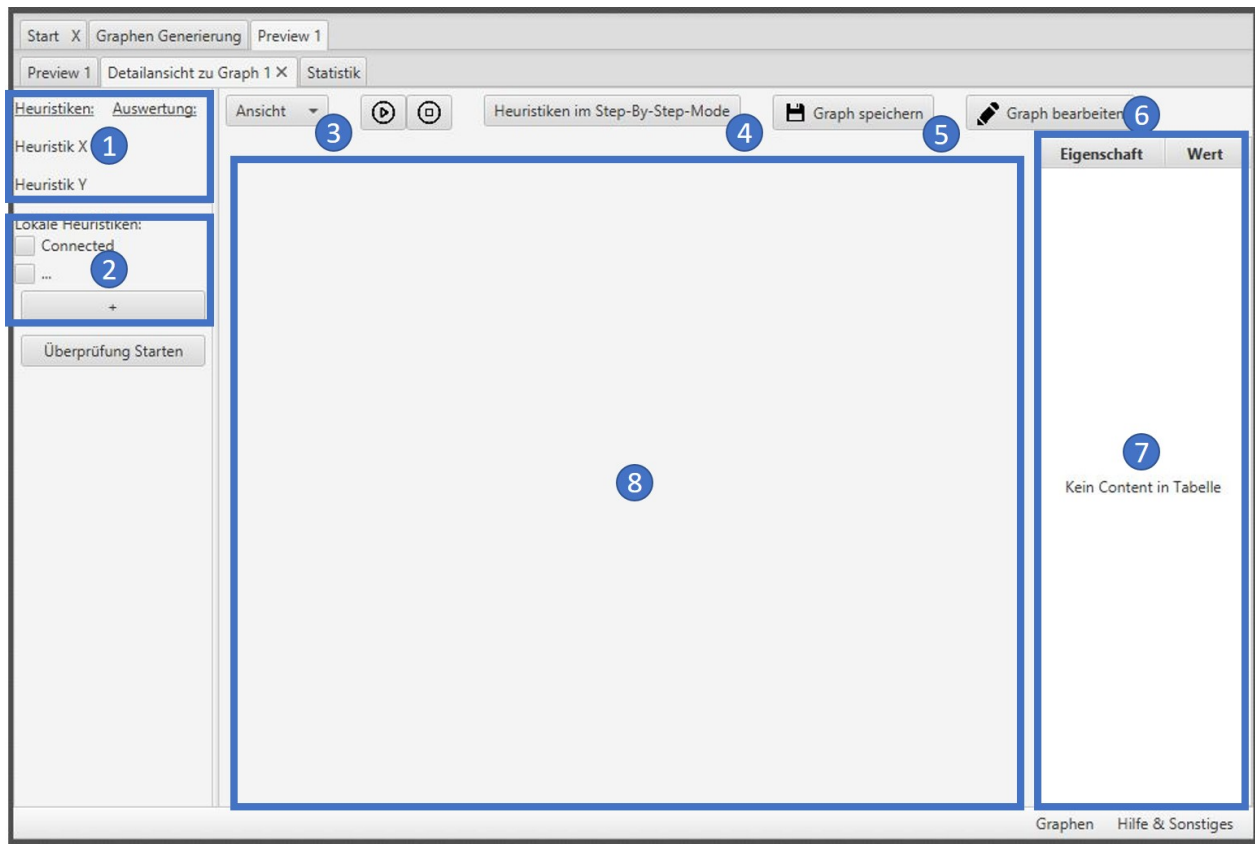 Start X Graphen Generierung Preview 1
Preview 1 Detailansicht zu Graph 1 X Statistik
Heuristiken: Auswertung:
Heuristik X 1
Heuristik Y
Lokale Heuristiken:
Connected
... 2
+
Überprüfung Starten
Ansicht 3 Heuristiken im Step-By-Step-Mode 4 Graph speichern 5 Graph bearbeiten 6
8
Eigenschaft Wert
7
Kein Content in Tabelle
Graphen Hilfe & Sonstiges